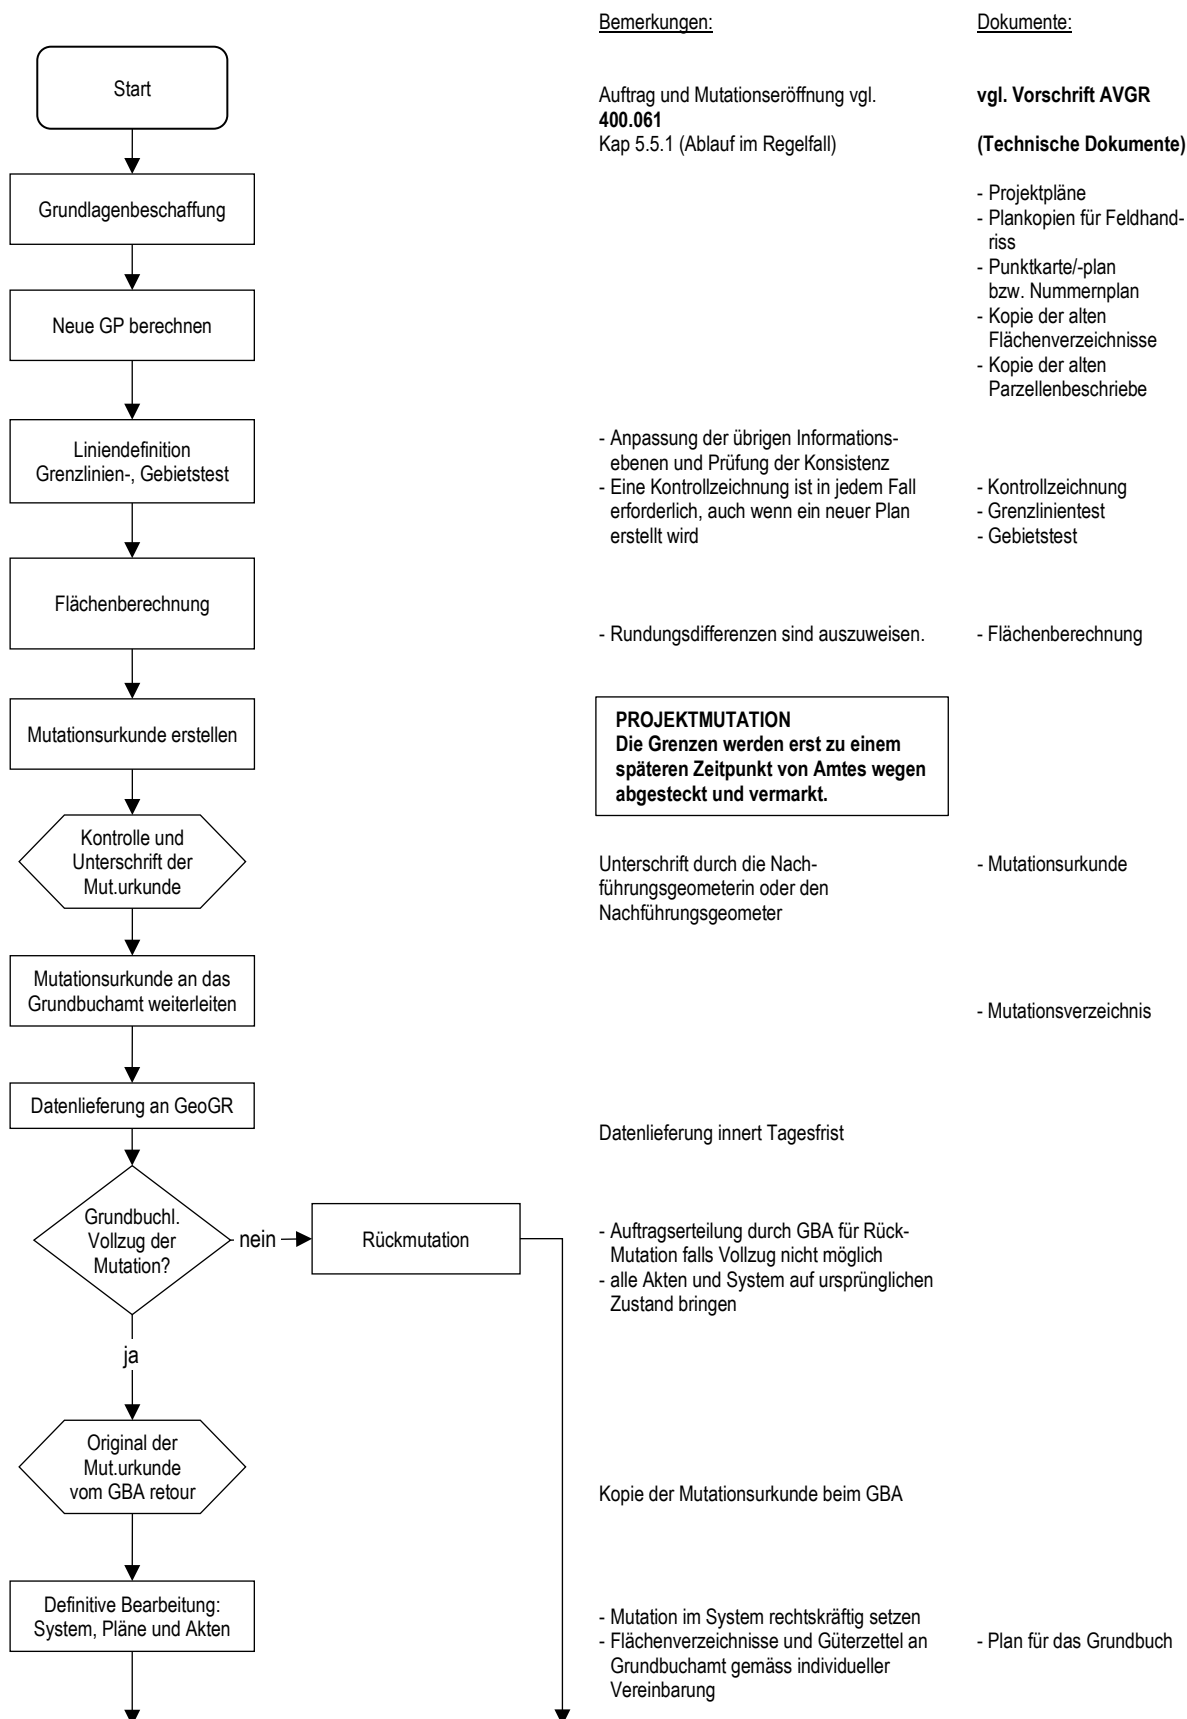 Bemerkungen:
Dokumente:
Start
Auftrag und Mutationseröffnung vgl.
400.061
Kap 5.5.1 (Ablauf im Regelfall)
vgl. Vorschrift AVGR
(Technische Dokumente)
Grundlagenbeschaffung
- Projektpläne
- Plankopien für Feldhand-
riss
- Punktkarte/-plan
bzw. Nummernplan
- Kopie der alten
Flächenverzeichnisse
- Kopie der alten
Parzellenbeschriebe
Neue GP berechnen
Liniendefinition
Grenzlinien-, Gebietstest
- Anpassung der übrigen Informations-
ebenen und Prüfung der Konsistenz
- Eine Kontrollzeichnung ist in jedem Fall
erforderlich, auch wenn ein neuer Plan
erstellt wird
- Kontrollzeichnung
- Grenzlinientest
- Gebietstest
Flächenberechnung
- Rundungsdifferenzen sind auszuweisen.
- Flächenberechnung
Mutationsurkunde erstellen
PROJEKTMUTATION
Die Grenzen werden erst zu einem
späteren Zeitpunkt von Amtes wegen
abgesteckt und vermarkt.
Kontrolle und
Unterschrift der
Mut.urkunde
Unterschrift durch die Nach-
führungsgeometerin oder den
Nachführungsgeometer
- Mutationsurkunde
Mutationsurkunde an das
Grundbuchamt weiterleiten
- Mutationsverzeichnis
Datenlieferung an GeoGR
Datenlieferung innert Tagesfrist
Grundbuchl.
Vollzug der
Mutation?
nein
Rückmutation
- Auftragserteilung durch GBA für Rück-
Mutation falls Vollzug nicht möglich
- alle Akten und System auf ursprünglichen
Zustand bringen
ja
Original der
Mut.urkunde
vom GBA retour
Kopie der Mutationsurkunde beim GBA
Definitive Bearbeitung:
System, Pläne und Akten
- Mutation im System rechtskräftig setzen
- Flächenverzeichnisse und Güterzettel an
Grundbuchamt gemäss individueller
Vereinbarung
- Plan für das Grundbuch